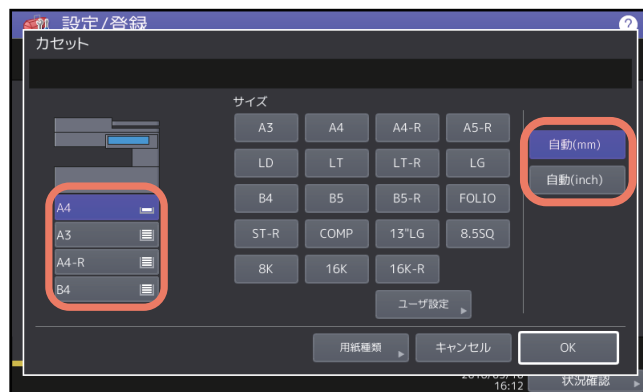 設定/登録
?
カセット
サイズ
A3 A4 A4-R A5-R
自動(mm)
LD LT LT-R LG
自動(inch)
B4 B5 B5-R FOLIO
A4
ST-R COMP 13"LG 8.5SQ
A3
8K 16K 16K-R
A4-R
B4
ユーザ設定
用紙種類 キャンセル OK
16:12 状況確認